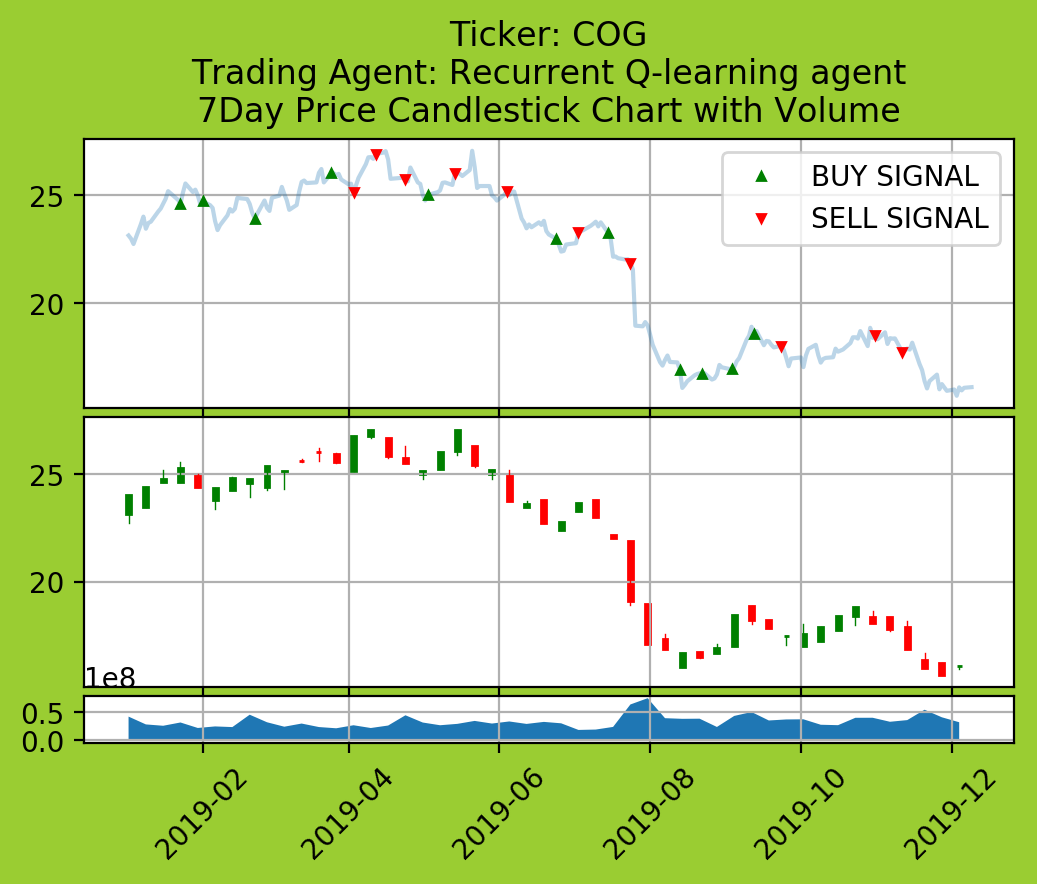 Ticker: COG
Trading Agent: Recurrent Q-learning agent
7Day Price Candlestick Chart with Volume
25
20
BUY SIGNAL
SELL SIGNAL
25
20
1e8
0.5
0.0
2019-02
2019-04
2019-06
2019-08
2019-10
2019-12